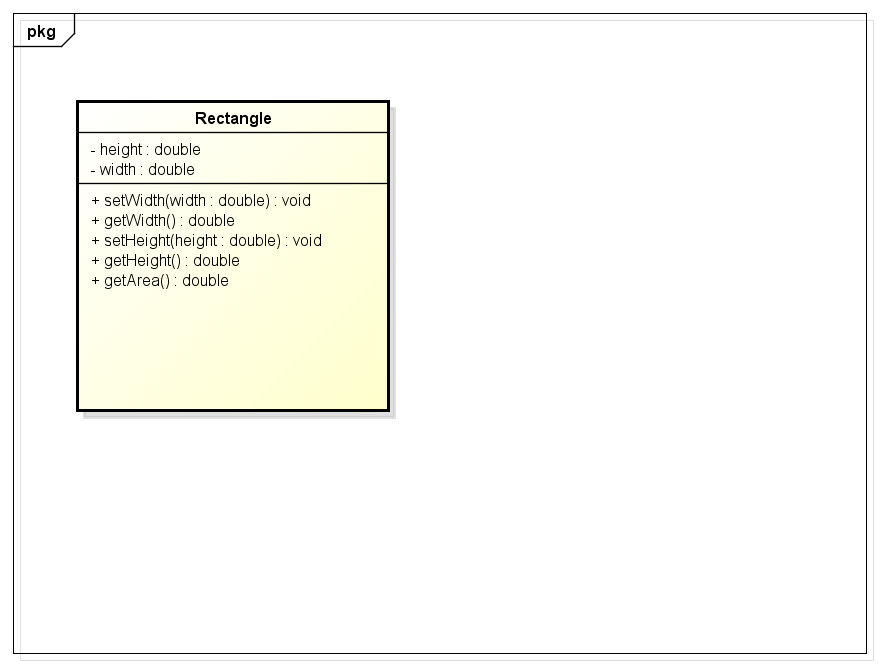 pkg
Rectangle
- height : double
- width : double
+ setWidth(width : double) : void
+ getWidth() : double
+ setHeight(height : double) : void
+ getHeight() : double
+ getArea() : double